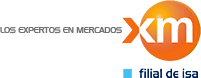 LOS EXPERTOS EN MERCADOS
xm
filial de isa